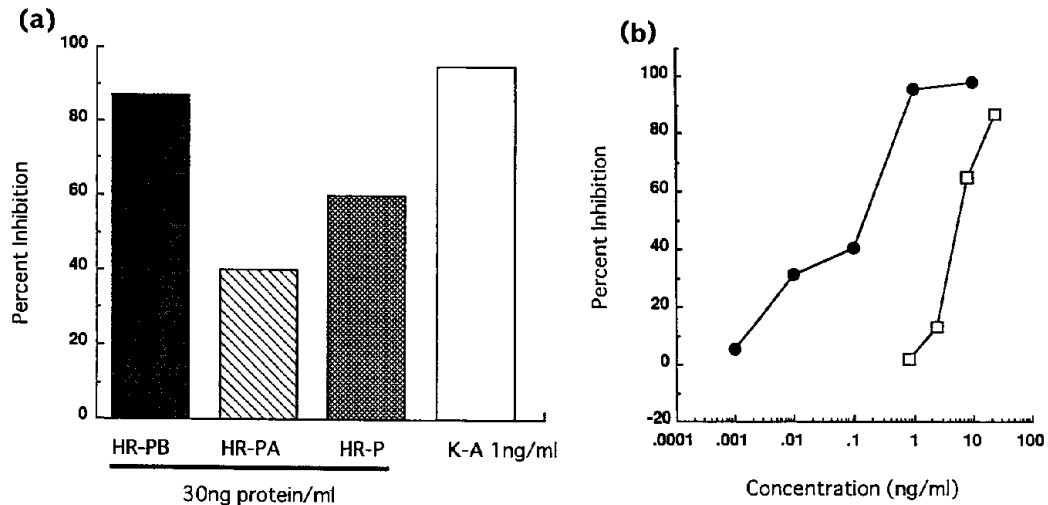 (a)
Percent Inhibition
100
80
60
40
20
0
HR-PB HR-PA HR-P K-A 1ng/ml
30ng protein/ml
(b)
Percent Inhibition
100
80
60
40
20
0
-20
.0001 .001 .01 .1 1 10 100
Concentration (ng/ml)